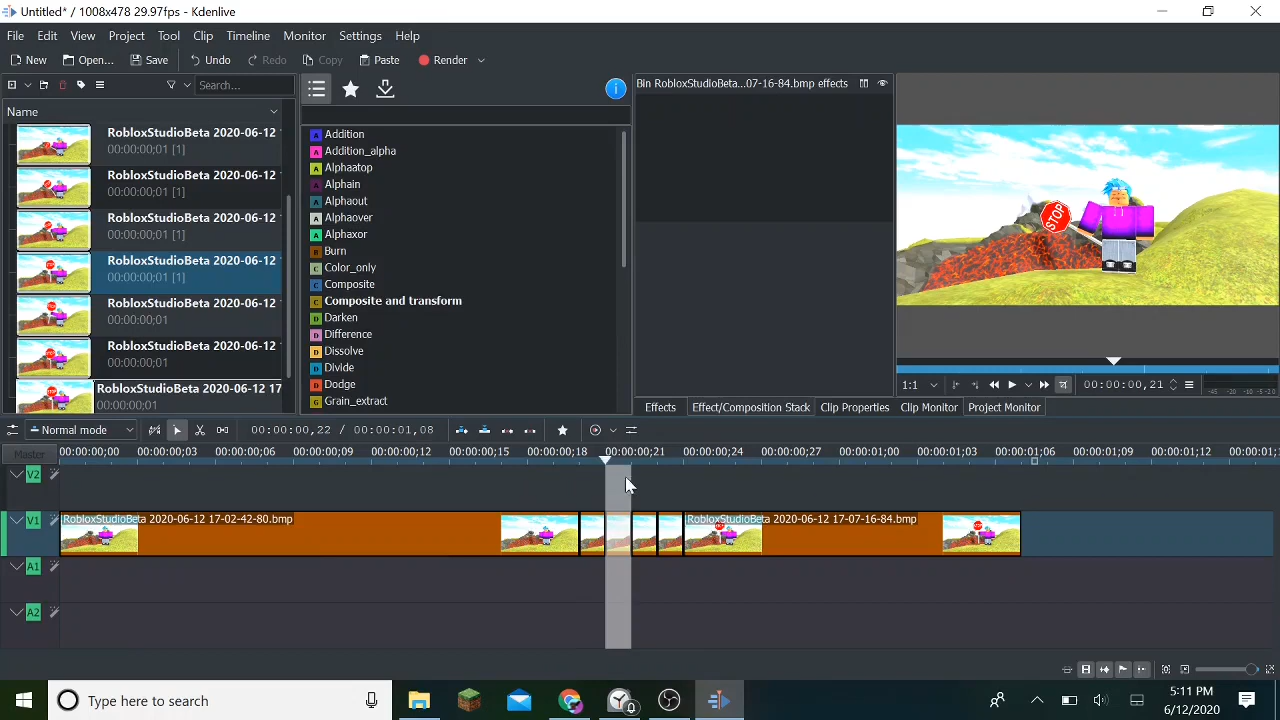 Untitled* / 1008x478 29.97fps - Kdenlive
File Edit View Project Tool Clip Timeline Monitor Settings Help
New Open... Save Undo Redo Copy Paste Render
Search...
Bin RobloxStudioBeta...07-16-84.bmp effects
Name
RobloxStudioBeta 2020-06-12
00:00:00;01 [1]
RobloxStudioBeta 2020-06-12
00:00:00;01 [1]
RobloxStudioBeta 2020-06-12
00:00:00;01 [1]
RobloxStudioBeta 2020-06-12
00:00:00;01 [1]
RobloxStudioBeta 2020-06-12
00:00:00;01
RobloxStudioBeta 2020-06-12
00:00:00;01
RobloxStudioBeta 2020-06-12 17
00:00:00;01
A Addition
A Addition_alpha
A Alphaatop
A Alphain
A Alphaout
A Alphaover
A Alphaxor
B Burn
C Color_only
C Composite
C Composite and transform
D Darken
D Difference
D Dissolve
D Divide
D Dodge
G Grain_extract
STOP
1:1 00:00:00,21
-45 -20 -10 -5 -2 0
Effects Effect/Composition Stack Clip Properties Clip Monitor Project Monitor
Normal mode 00:00:00,22 / 00:00:01,08
Master 00:00:00;00 00:00:00;03 00:00:00;06 00:00:00;09 00:00:00;12 00:00:00;15 00:00:00;18 00:00:00;21 00:00:00;24 00:00:00;27 00:00:01;00 00:00:01;03 00:00:01;06 00:00:01;09 00:00:01;12 00:00:01;
V2
V1 RobloxStudioBeta 2020-06-12 17-02-42-80.bmp RobloxStudioBeta 2020-06-12 17-07-16-84.bmp
A1
A2
Type here to search
5:11 PM
6/12/2020